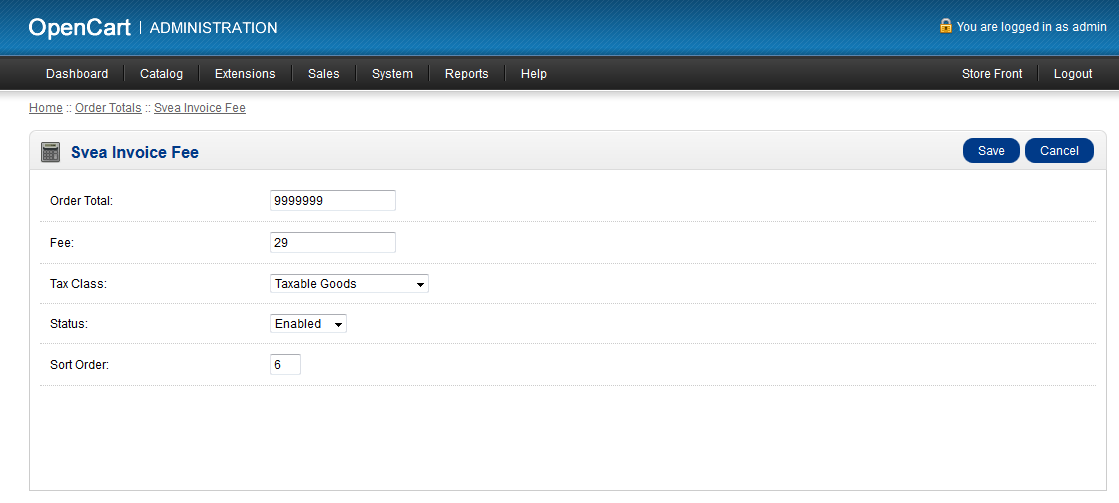 OpenCart | ADMINISTRATION You are logged in as admin
Dashboard Catalog Extensions Sales System Reports Help Store Front Logout
Home :: Order Totals :: Svea Invoice Fee
Svea Invoice Fee Save Cancel
Order Total: 9999999
Fee: 29
Tax Class: Taxable Goods
Status: Enabled
Sort Order: 6